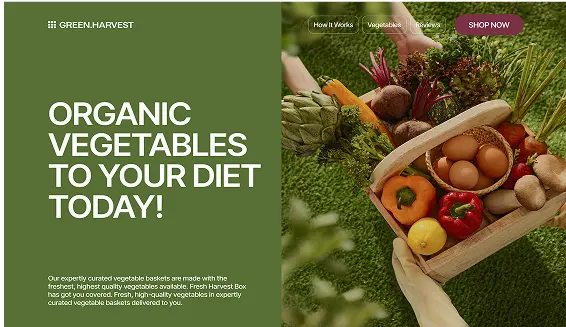 GREEN.HARVEST
How It Works
Vegetables
Reviews
SHOP NOW
ORGANIC
VEGETABLES
TO YOUR DIET
TODAY!
Our expertly curated vegetable baskets are made with the
freshest, highest quality vegetables available. Fresh Harvest Box
has got you covered. Fresh, high-quality vegetables in expertly
curated vegetable baskets delivered to you.